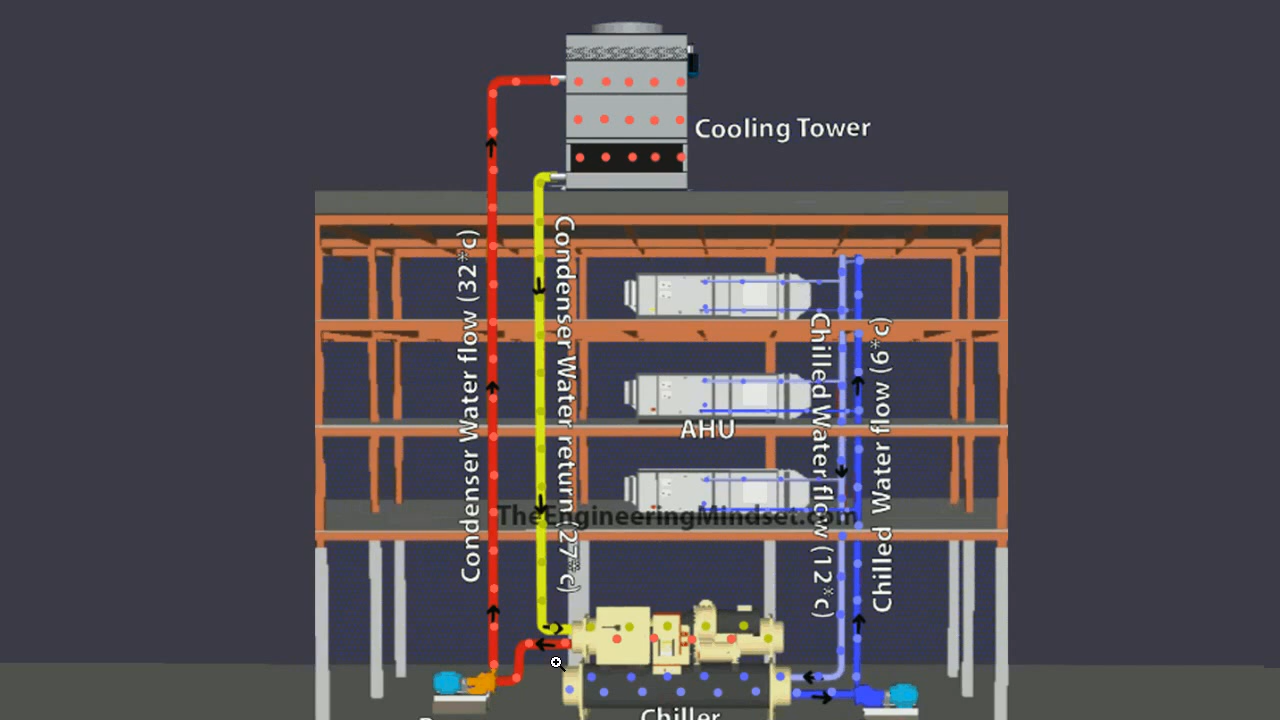 Cooling Tower
Condenser Water flow (32*c)
Condenser Water return (27*c)
Chilled Water flow (12*c)
Chilled Water flow (6*c)
AHU
TheEngineeringMindset.com
Chiller